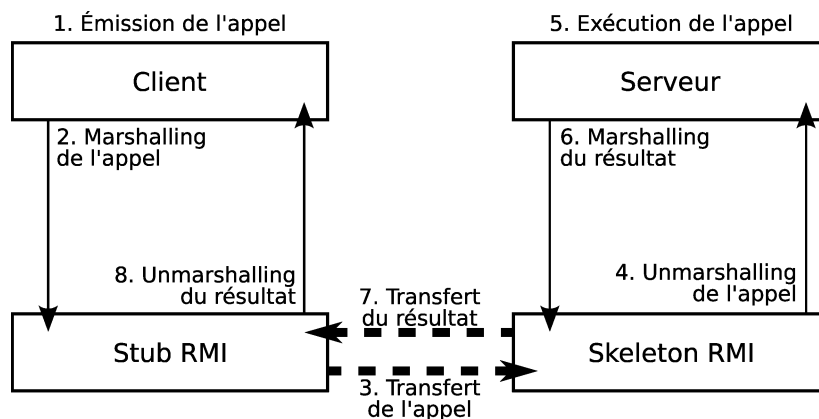 1. Émission de l'appel
5. Exécution de l'appel
Client
Serveur
2. Marshalling
de l'appel
6. Marshalling
du résultat
8. Unmarshalling
du résultat
4. Unmarshalling
de l'appel
7. Transfert
du résultat
Stub RMI
Skeleton RMI
3. Transfert
de l'appel